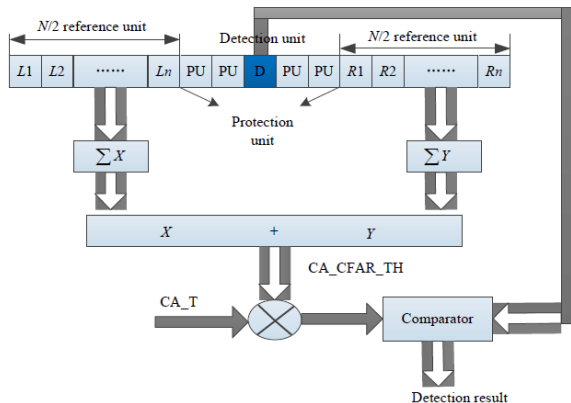 N/2 reference unit
Detection unit
N/2 reference unit
L1 L2 ...... Ln PU PU D PU PU R1 R2 ...... Rn
Protection
unit
∑ X
∑ Y
X + Y
CA_CFAR_TH
CA_T
Comparator
Detection result